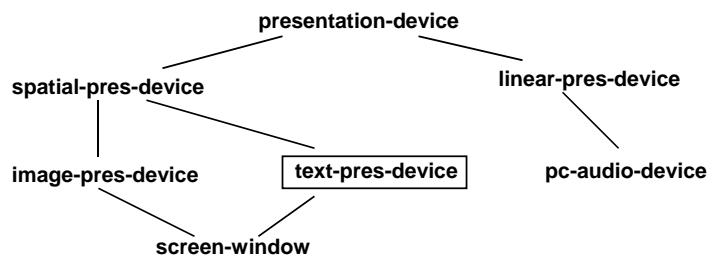 presentation-device
spatial-pres-device
linear-pres-device
image-pres-device
text-pres-device
pc-audio-device
screen-window